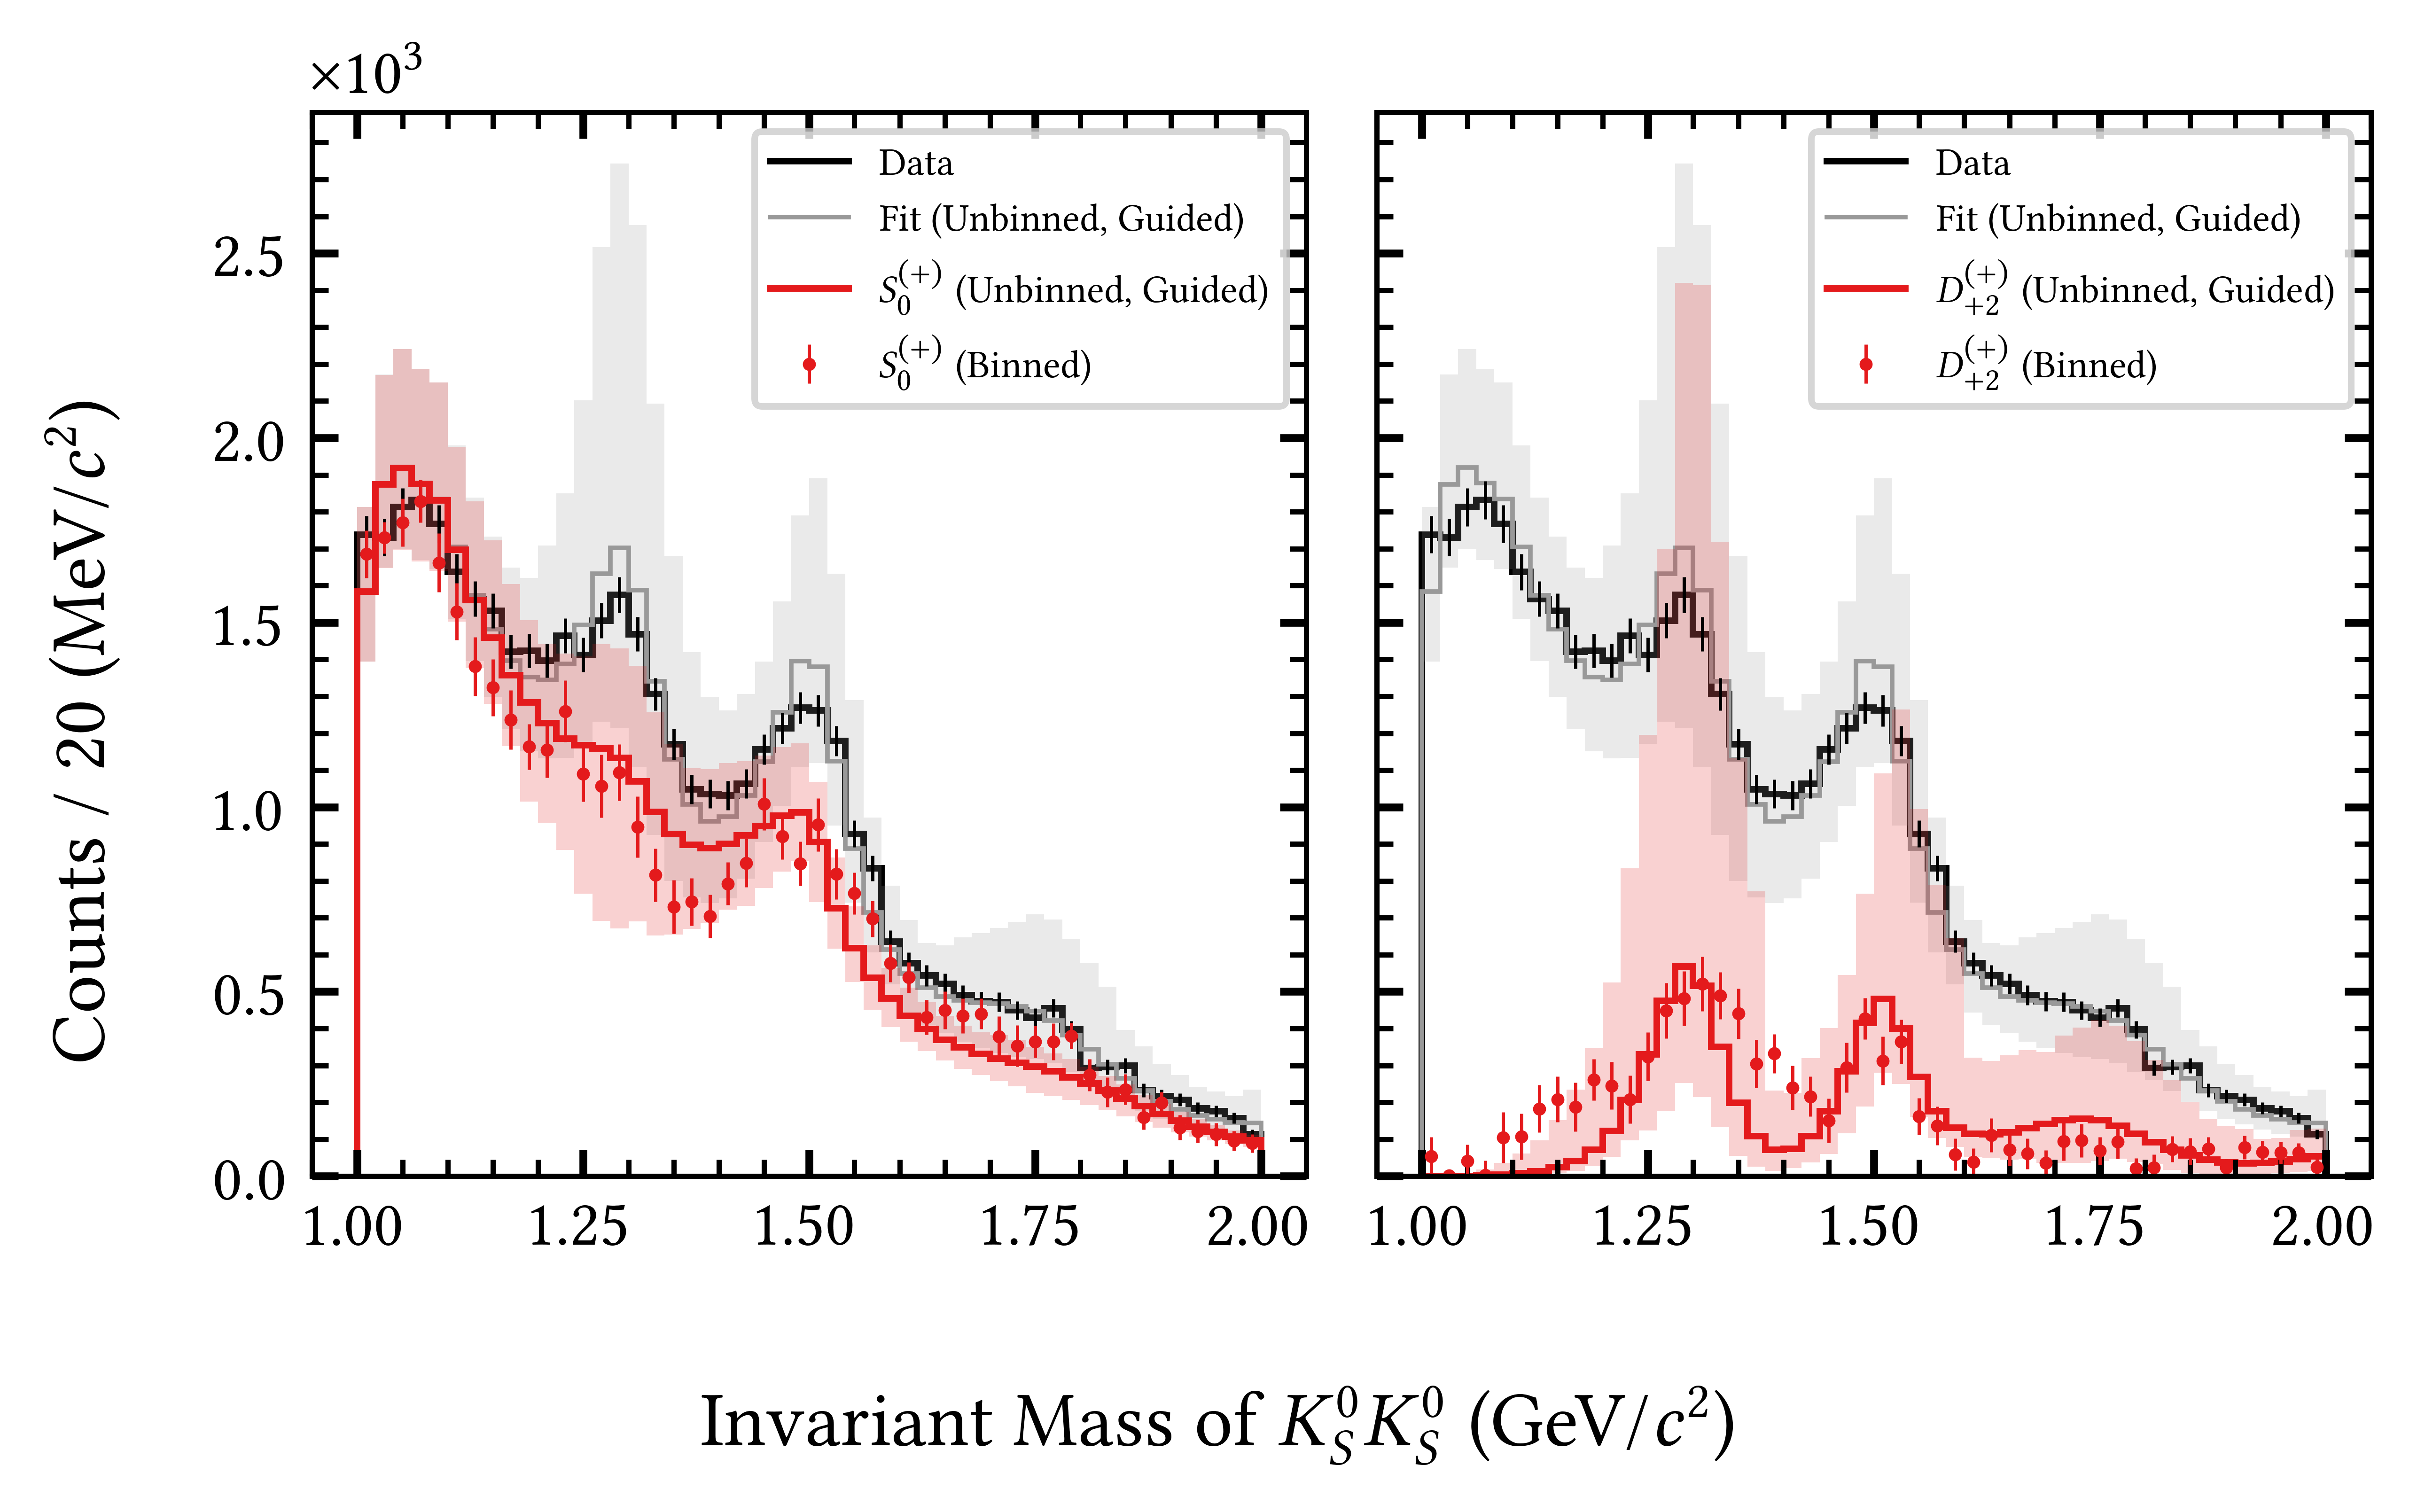 ×10³
Counts / 20 (MeV/c²)
2.5
2.0
1.5
1.0
0.5
0.0
Data
Fit (Unbinned, Guided)
S₀⁽⁺⁾ (Unbinned, Guided)
S₀⁽⁺⁾ (Binned)
1.00 1.25 1.50 1.75 2.00
Data
Fit (Unbinned, Guided)
D₊₂⁽⁺⁾ (Unbinned, Guided)
D₊₂⁽⁺⁾ (Binned)
1.00 1.25 1.50 1.75 2.00
Invariant Mass of K_S⁰K_S⁰ (GeV/c²)